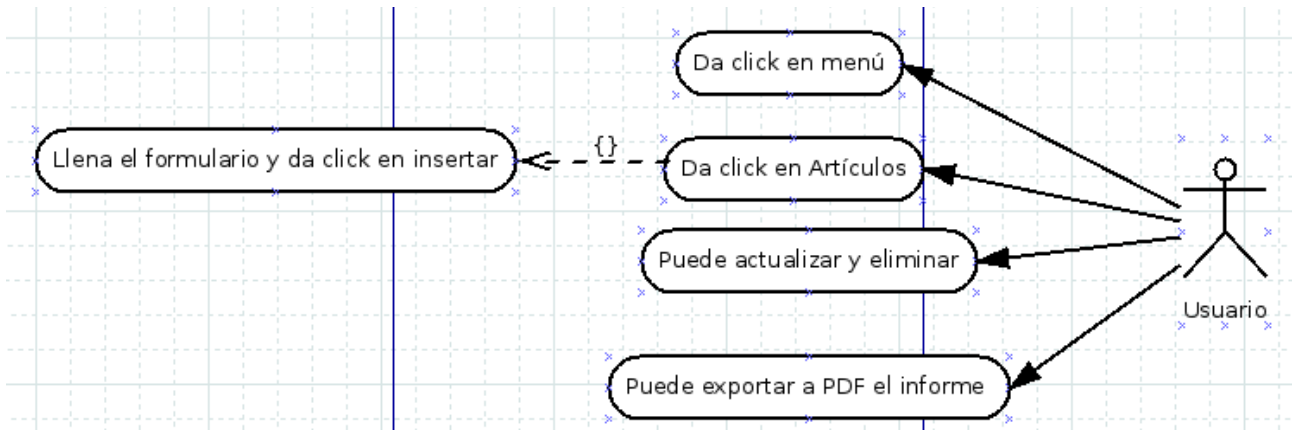 Da click en menú
Llena el formulario y da click en insertar
{}
Da click en Artículos
Puede actualizar y eliminar
Usuario
Puede exportar a PDF el informe